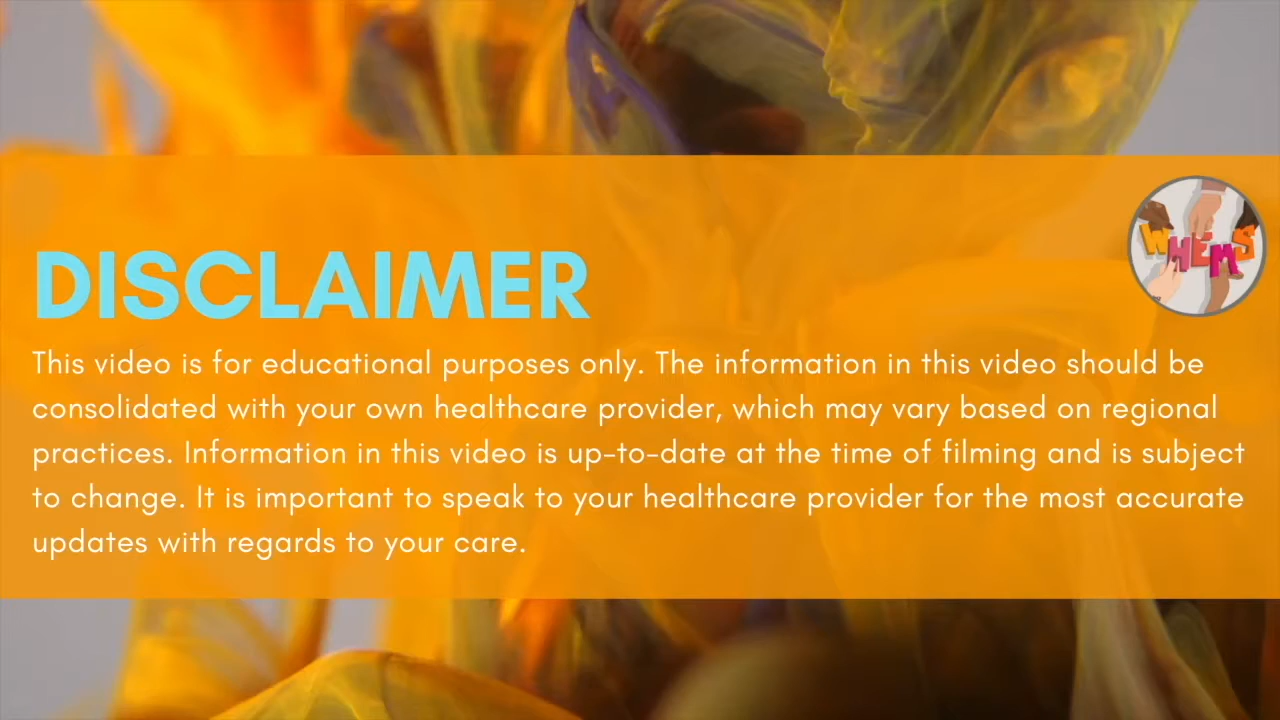 WHEMS
DISCLAIMER
This video is for educational purposes only. The information in this video should be
consolidated with your own healthcare provider, which may vary based on regional
practices. Information in this video is up-to-date at the time of filming and is subject
to change. It is important to speak to your healthcare provider for the most accurate
updates with regards to your care.